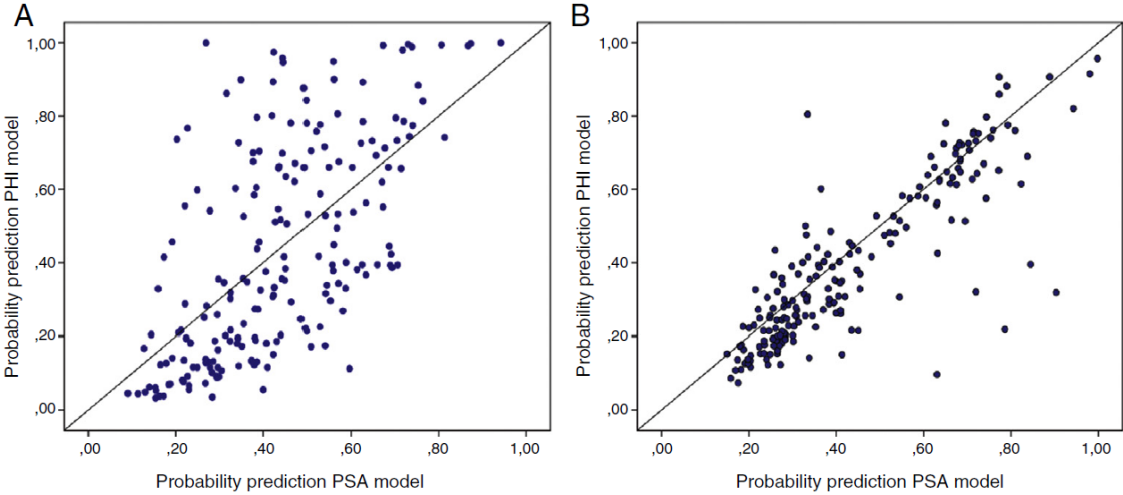 A
B
Probability prediction PHI model
1,00
,80
,60
,40
,20
,00
,00 ,20 ,40 ,60 ,80 1,00
Probability prediction PSA model
Probability prediction PHI model
1,00
,80
,60
,40
,20
,00
,00 ,20 ,40 ,60 ,80 1,00
Probability prediction PSA model